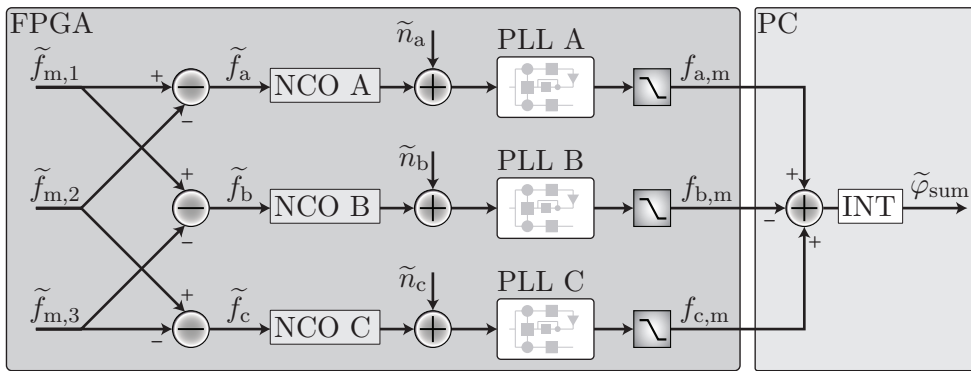 FPGA
PC
f̃m,1
+
−
f̃a
NCO A
ña
PLL A
fa,m
f̃m,2
+
−
f̃b
NCO B
ñb
PLL B
fb,m
+
−
+
INT
φ̃sum
f̃m,3
+
−
f̃c
NCO C
ñc
PLL C
fc,m